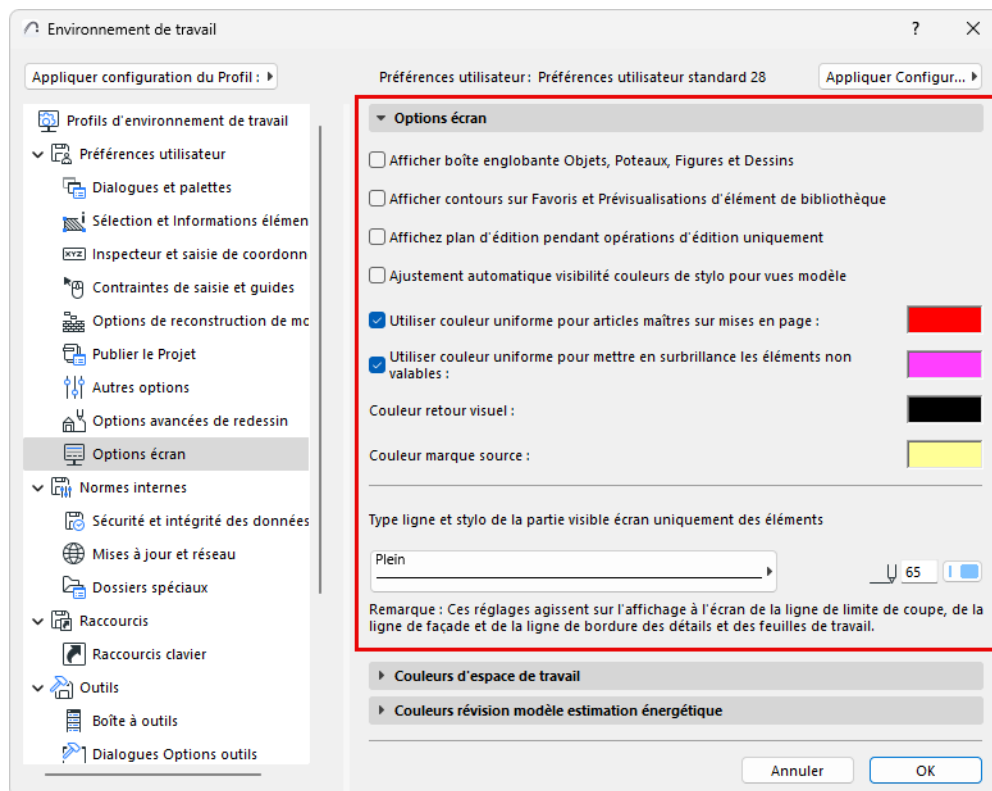 Environnement de travail
?
Appliquer configuration du Profil :
Préférences utilisateur : Préférences utilisateur standard 28
Appliquer Configur...
Profils d'environnement de travail
Préférences utilisateur
Dialogues et palettes
Sélection et Informations élémen
Inspecteur et saisie de coordonn
Contraintes de saisie et guides
Options de reconstruction de mc
Publier le Projet
Autres options
Options avancées de redessin
Options écran
Normes internes
Sécurité et intégrité des données
Mises à jour et réseau
Dossiers spéciaux
Raccourcis
Raccourcis clavier
Outils
Boîte à outils
Dialogues Options outils
Options écran
Afficher boîte englobante Objets, Poteaux, Figures et Dessins
Afficher contours sur Favoris et Prévisualisations d'élément de bibliothèque
Affichez plan d'édition pendant opérations d'édition uniquement
Ajustement automatique visibilité couleurs de stylo pour vues modèle
Utiliser couleur uniforme pour articles maîtres sur mises en page :
Utiliser couleur uniforme pour mettre en surbrillance les éléments non
valables :
Couleur retour visuel :
Couleur marque source :
Type ligne et stylo de la partie visible écran uniquement des éléments
Plein
65
Remarque : Ces réglages agissent sur l'affichage à l'écran de la ligne de limite de coupe, de la
ligne de façade et de la ligne de bordure des détails et des feuilles de travail.
Couleurs d'espace de travail
Couleurs révision modèle estimation énergétique
Annuler
OK